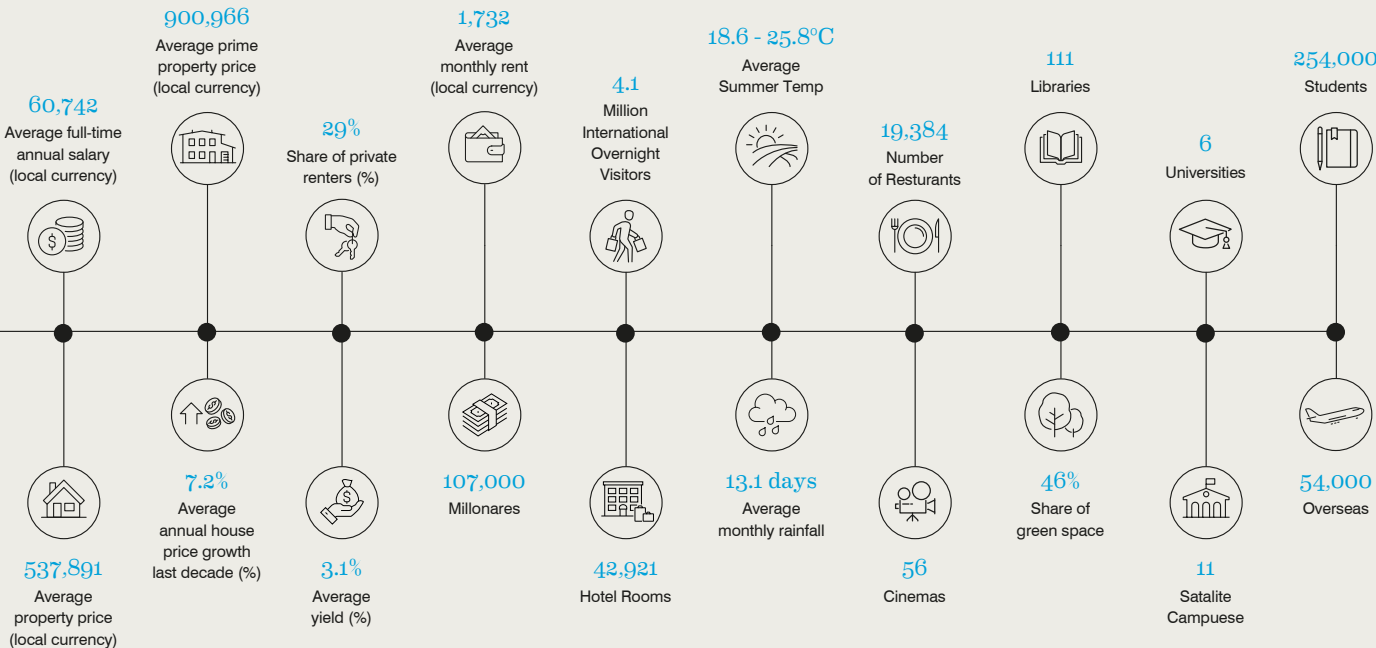 60,742
Average full-time
annual salary
(local currency)
900,966
Average prime
property price
(local currency)
29%
Share of private
renters (%)
1,732
Average
monthly rent
(local currency)
4.1
Million
International
Overnight
Visitors
18.6 - 25.8°C
Average
Summer Temp
19,384
Number
of Resturants
111
Libraries
6
Universities
254,000
Students
537,891
Average
property price
(local currency)
7.2%
Average
annual house
price growth
last decade (%)
3.1%
Average
yield (%)
107,000
Millonares
42,921
Hotel Rooms
13.1 days
Average
monthly rainfall
56
Cinemas
46%
Share of
green space
11
Satalite
Campuese
54,000
Overseas